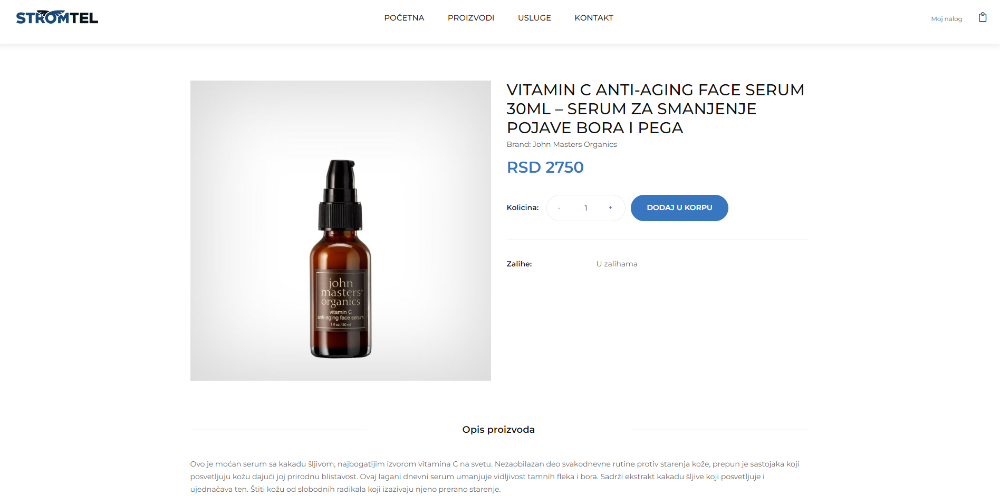 STROMTEL
POČETNA PROIZVODI USLUGE KONTAKT
Moj nalog
VITAMIN C ANTI-AGING FACE SERUM
30ML – SERUM ZA SMANJENJE
POJAVE BORA I PEGA
Brand: John Masters Organics
RSD 2750
Kolicina: - 1 + DODAJ U KORPU
Zalihe: U zalihama
john
masters™
organics
vitamin C
anti-aging face serum
1 fl oz / 30 ml
Opis proizvoda
Ovo je moćan serum sa kakadu šljivom, najbogatijim izvorom vitamina C na svetu. Nezaobilazan deo svakodnevne rutine protiv starenja kože, prepun je sastojaka koji
posvetljuju kožu dajući joj prirodnu blistavost. Ovaj lagani dnevni serum umanjuje vidljivost tamnih fleka i bora. Sadrži ekstrakt kakadu šljive koji posvetljuje i
ujednačava ten. Štiti kožu od slobodnih radikala koji izazivaju njeno prerano starenje.